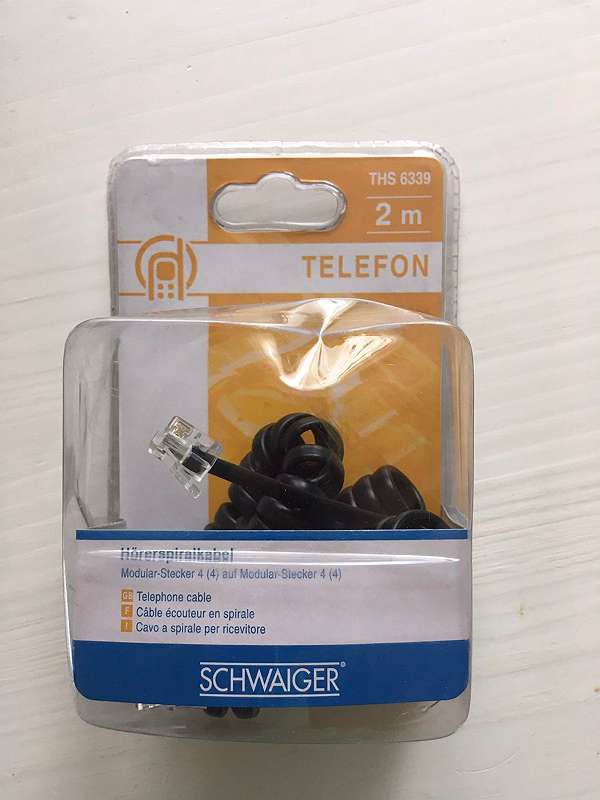 THS 6339
2 m
TELEFON
Hörerspiralkabel
Modular-Stecker 4 (4) auf Modular-Stecker 4 (4)
GB Telephone cable
F Câble écouteur en spirale
I Cavo a spirale per ricevitore
SCHWAIGER®